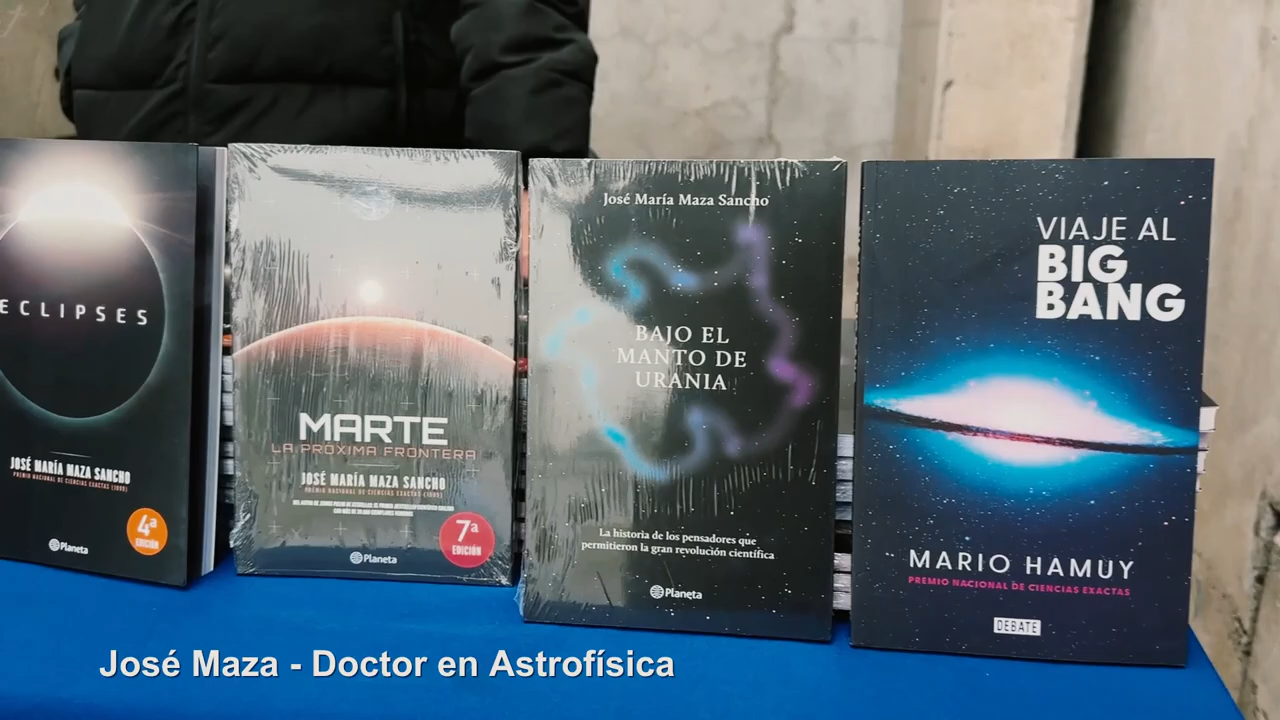 ECLIPSES
JOSÉ MARÍA MAZA SANCHO
PREMIO NACIONAL DE CIENCIAS EXACTAS (1999)
4ª
EDICIÓN
Planeta
MARTE
LA PRÓXIMA FRONTERA
JOSÉ MARÍA MAZA SANCHO
PREMIO NACIONAL DE CIENCIAS EXACTAS (1999)
7ª
EDICIÓN
Planeta
José María Maza Sancho
BAJO EL
MANTO DE
URANIA
La historia de los pensadores que
permitieron la gran revolución científica
Planeta
VIAJE AL
BIG
BANG
MARIO HAMUY
PREMIO NACIONAL DE CIENCIAS EXACTAS
DEBATE
José Maza - Doctor en Astrofísica